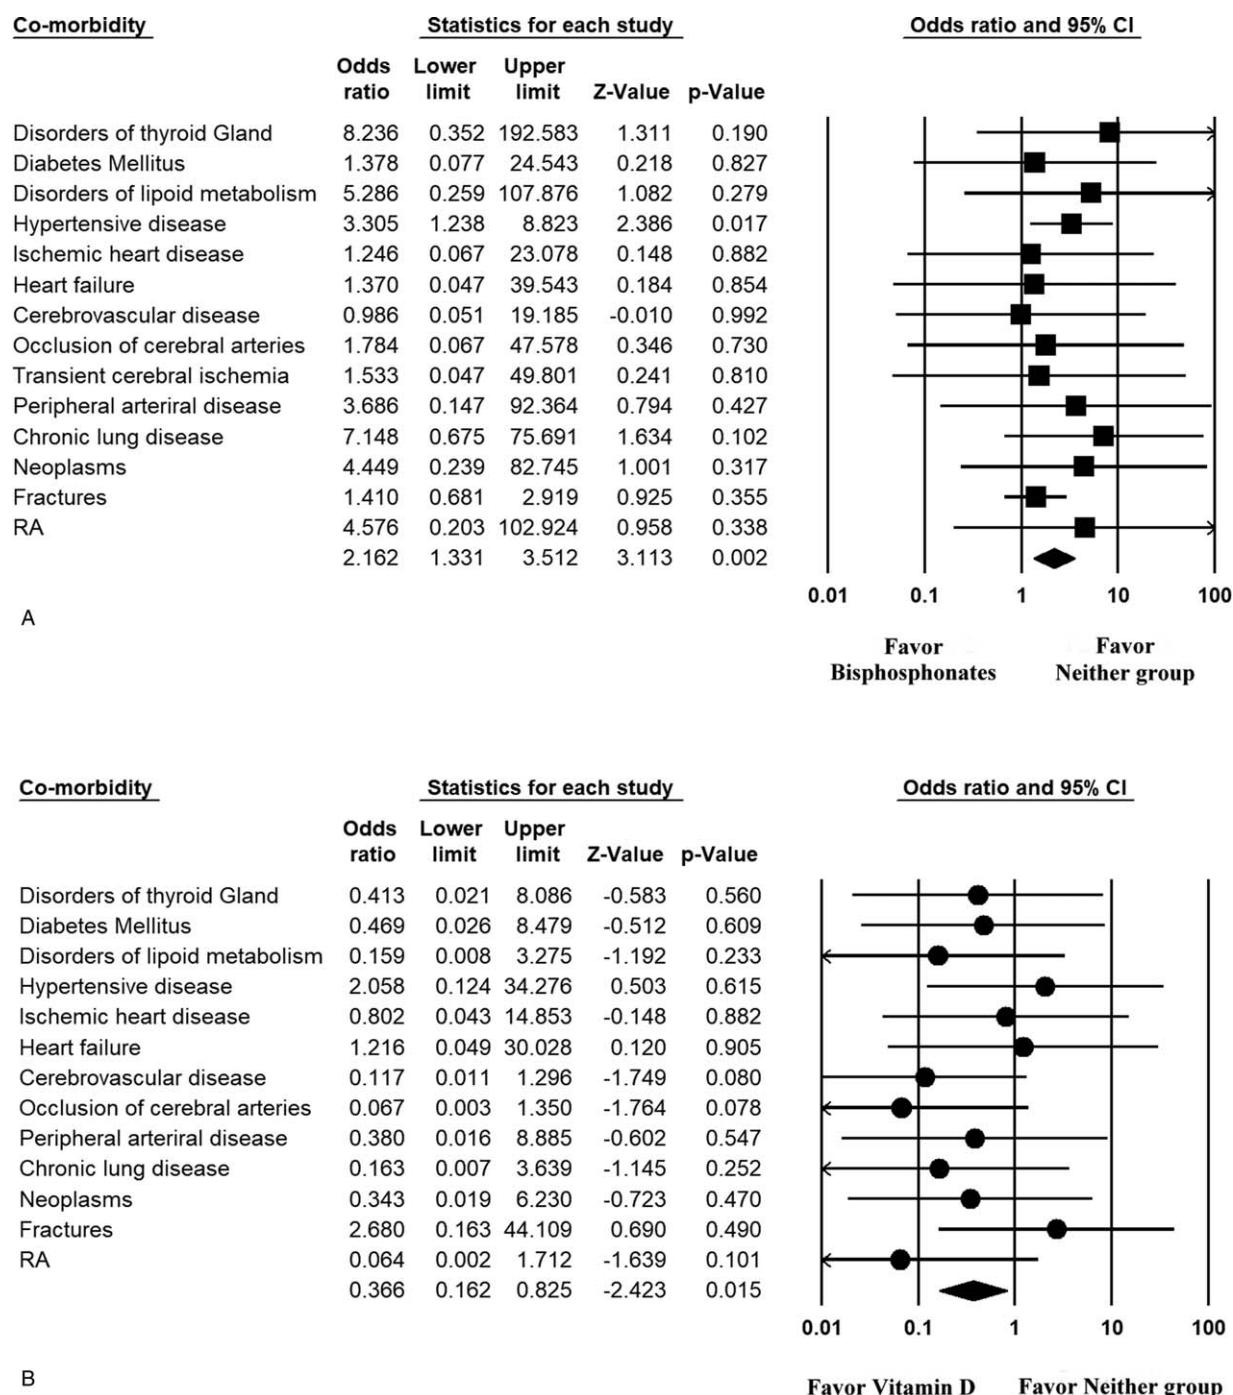 Co-morbidity Statistics for each study Odds ratio and 95% CI
Odds Lower Upper
ratio limit limit Z-Value p-Value
Disorders of thyroid Gland 8.236 0.352 192.583 1.311 0.190
Diabetes Mellitus 1.378 0.077 24.543 0.218 0.827
Disorders of lipoid metabolism 5.286 0.259 107.876 1.082 0.279
Hypertensive disease 3.305 1.238 8.823 2.386 0.017
Ischemic heart disease 1.246 0.067 23.078 0.148 0.882
Heart failure 1.370 0.047 39.543 0.184 0.854
Cerebrovascular disease 0.986 0.051 19.185 -0.010 0.992
Occlusion of cerebral arteries 1.784 0.067 47.578 0.346 0.730
Transient cerebral ischemia 1.533 0.047 49.801 0.241 0.810
Peripheral arteriral disease 3.686 0.147 92.364 0.794 0.427
Chronic lung disease 7.148 0.675 75.691 1.634 0.102
Neoplasms 4.449 0.239 82.745 1.001 0.317
Fractures 1.410 0.681 2.919 0.925 0.355
RA 4.576 0.203 102.924 0.958 0.338
2.162 1.331 3.512 3.113 0.002
0.01 0.1 1 10 100
A
Favor Favor
Bisphosphonates Neither group
Co-morbidity Statistics for each study Odds ratio and 95% CI
Odds Lower Upper
ratio limit limit Z-Value p-Value
Disorders of thyroid Gland 0.413 0.021 8.086 -0.583 0.560
Diabetes Mellitus 0.469 0.026 8.479 -0.512 0.609
Disorders of lipoid metabolism 0.159 0.008 3.275 -1.192 0.233
Hypertensive disease 2.058 0.124 34.276 0.503 0.615
Ischemic heart disease 0.802 0.043 14.853 -0.148 0.882
Heart failure 1.216 0.049 30.028 0.120 0.905
Cerebrovascular disease 0.117 0.011 1.296 -1.749 0.080
Occlusion of cerebral arteries 0.067 0.003 1.350 -1.764 0.078
Peripheral arteriral disease 0.380 0.016 8.885 -0.602 0.547
Chronic lung disease 0.163 0.007 3.639 -1.145 0.252
Neoplasms 0.343 0.019 6.230 -0.723 0.470
Fractures 2.680 0.163 44.109 0.690 0.490
RA 0.064 0.002 1.712 -1.639 0.101
0.366 0.162 0.825 -2.423 0.015
0.01 0.1 1 10 100
B
Favor Vitamin D Favor Neither group